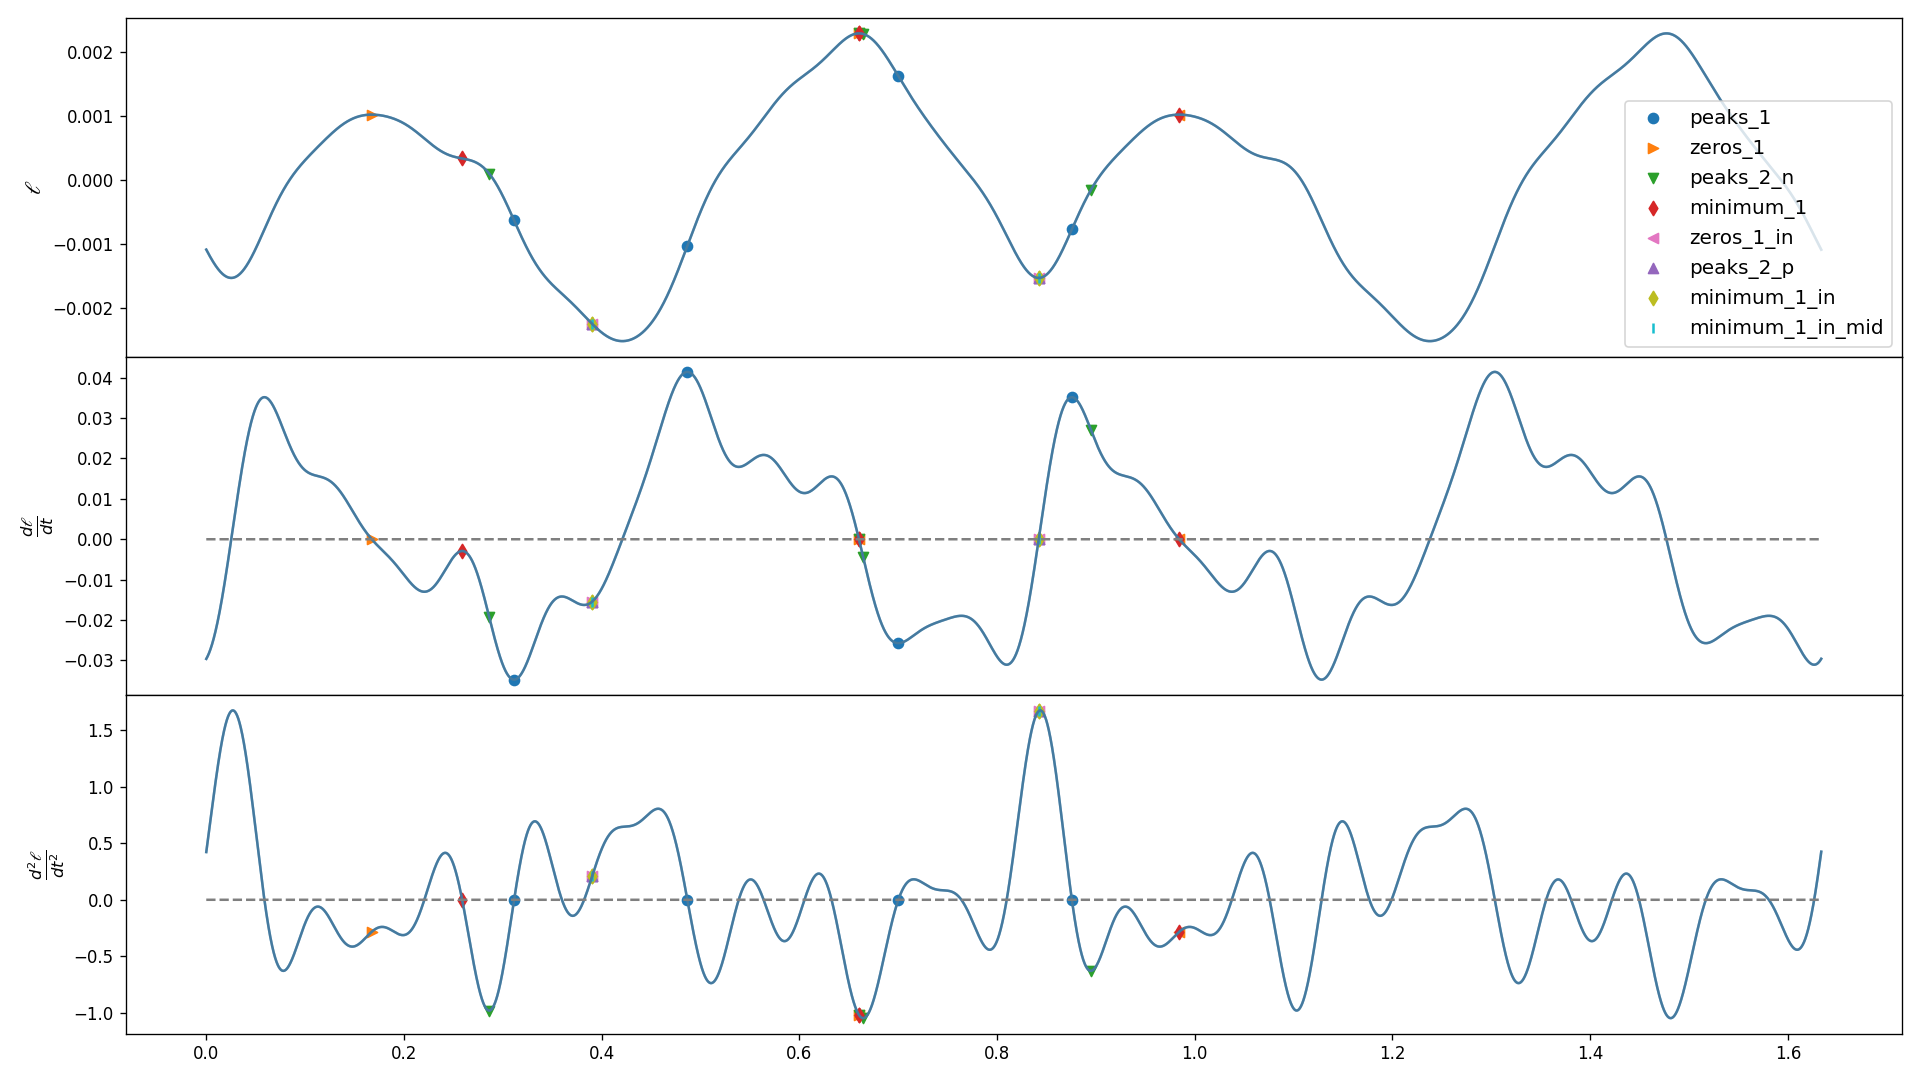 0.002
0.001
0.000
−0.001
−0.002
ℓ
peaks_1
zeros_1
peaks_2_n
minimum_1
zeros_1_in
peaks_2_p
minimum_1_in
minimum_1_in_mid
0.04
0.03
0.02
0.01
0.00
−0.01
−0.02
−0.03
dℓ
dt
1.5
1.0
0.5
0.0
−0.5
−1.0
d²ℓ
dt²
0.0 0.2 0.4 0.6 0.8 1.0 1.2 1.4 1.6